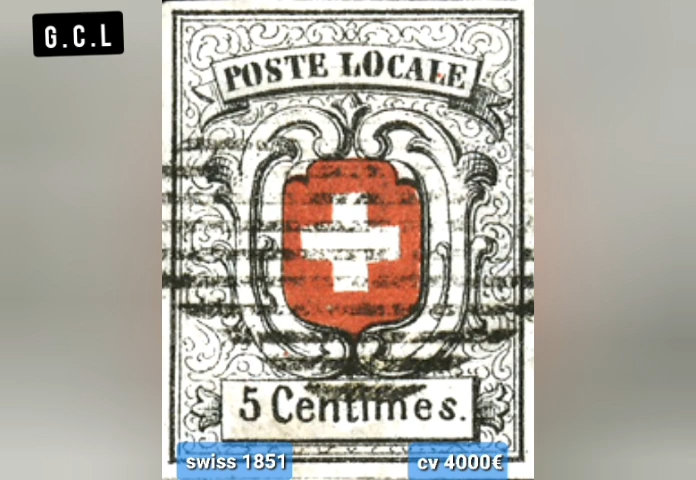 G.C.L
POSTE LOCALE
5 Centimes.
swiss 1851
cv 4000€